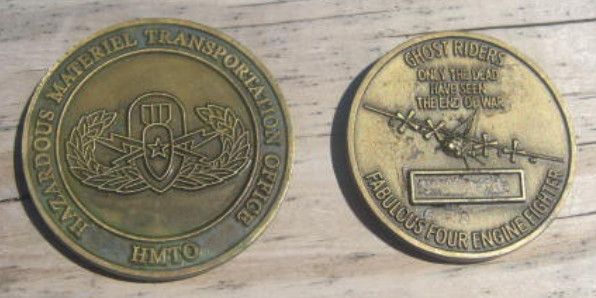 HAZARDOUS MATERIEL TRANSPORTATION OFFICE
HMTO
GHOST RIDERS
ONLY THE DEAD
HAVE SEEN
THE END OF WAR
FABULOUS FOUR ENGINE FIGHTER